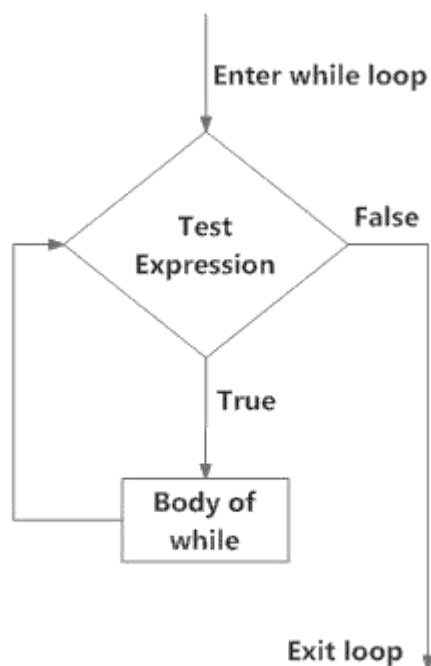 Enter while loop
Test
Expression
False
True
Body of
while
Exit loop